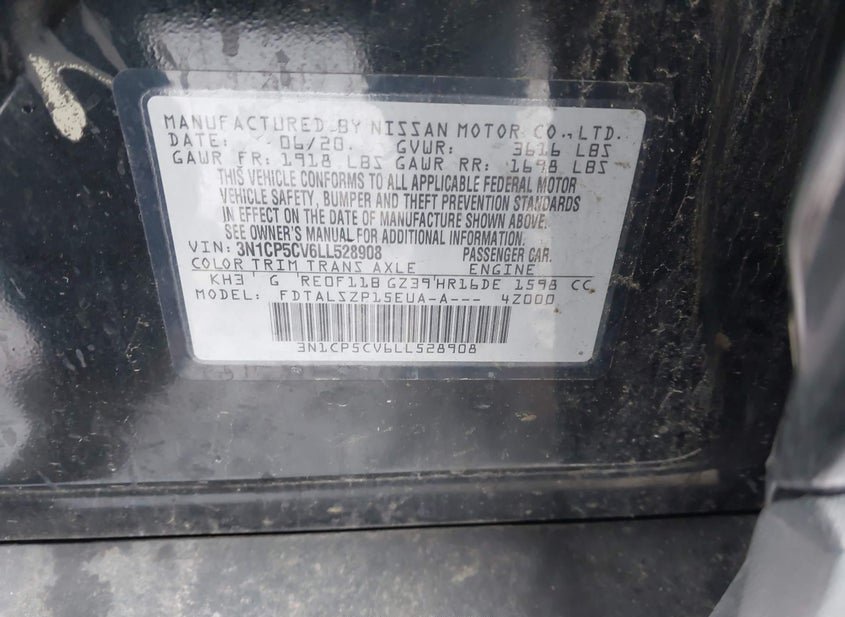 MANUFACTURED BY NISSAN MOTOR CO., LTD.
DATE: 06/20. GVWR: 3616 LBS
GAWR FR: 1918 LBS GAWR RR: 1698 LBS
THIS VEHICLE CONFORMS TO ALL APPLICABLE FEDERAL MOTOR
VEHICLE SAFETY, BUMPER AND THEFT PREVENTION STANDARDS
IN EFFECT ON THE DATE OF MANUFACTURE SHOWN ABOVE.
SEE OWNER'S MANUAL FOR ADDITIONAL INFORMATION.
VIN: 3N1CP5CV6LL528908 PASSENGER CAR.
COLOR TRIM TRANS AXLE ENGINE
KH3 G RE0F11B GZ39 HR16DE 1598 CC
MODEL: FDTALSZP15EUA-A--- 4Z000
3N1CP5CV6LL528908